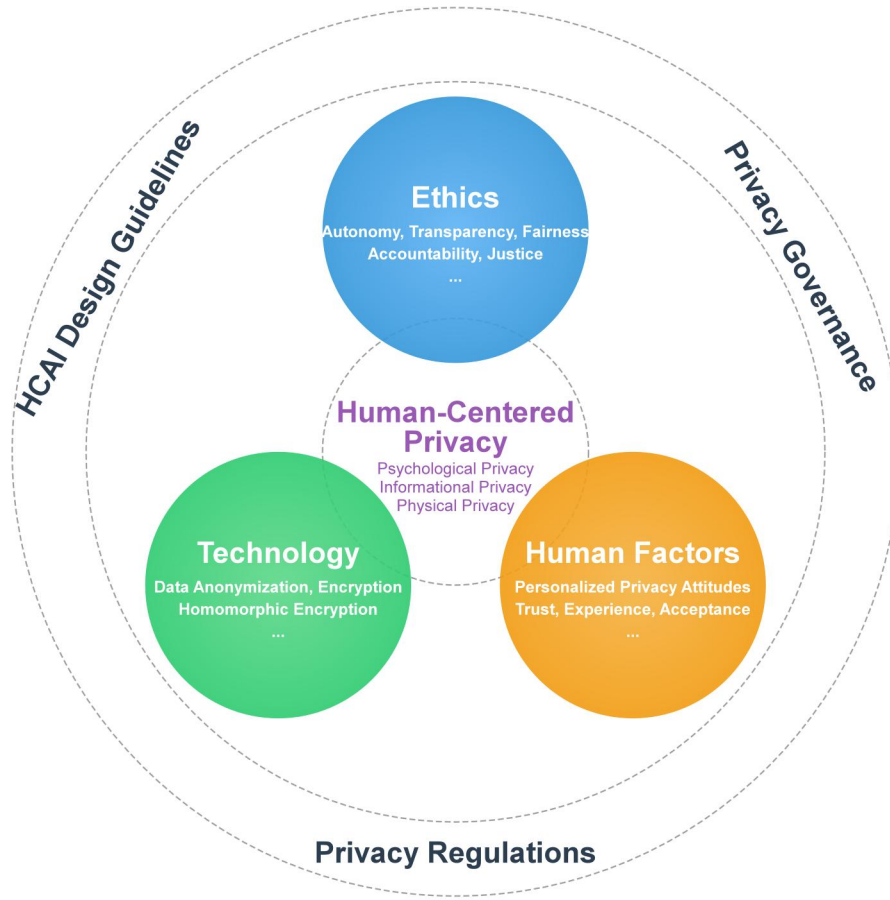 HCAI Design Guidelines
Privacy Governance
Ethics
Autonomy, Transparency, Fairness
Accountability, Justice
...
Human-Centered
Privacy
Psychological Privacy
Informational Privacy
Physical Privacy
Technology
Data Anonymization, Encryption
Homomorphic Encryption
...
Human Factors
Personalized Privacy Attitudes
Trust, Experience, Acceptance
...
Privacy Regulations